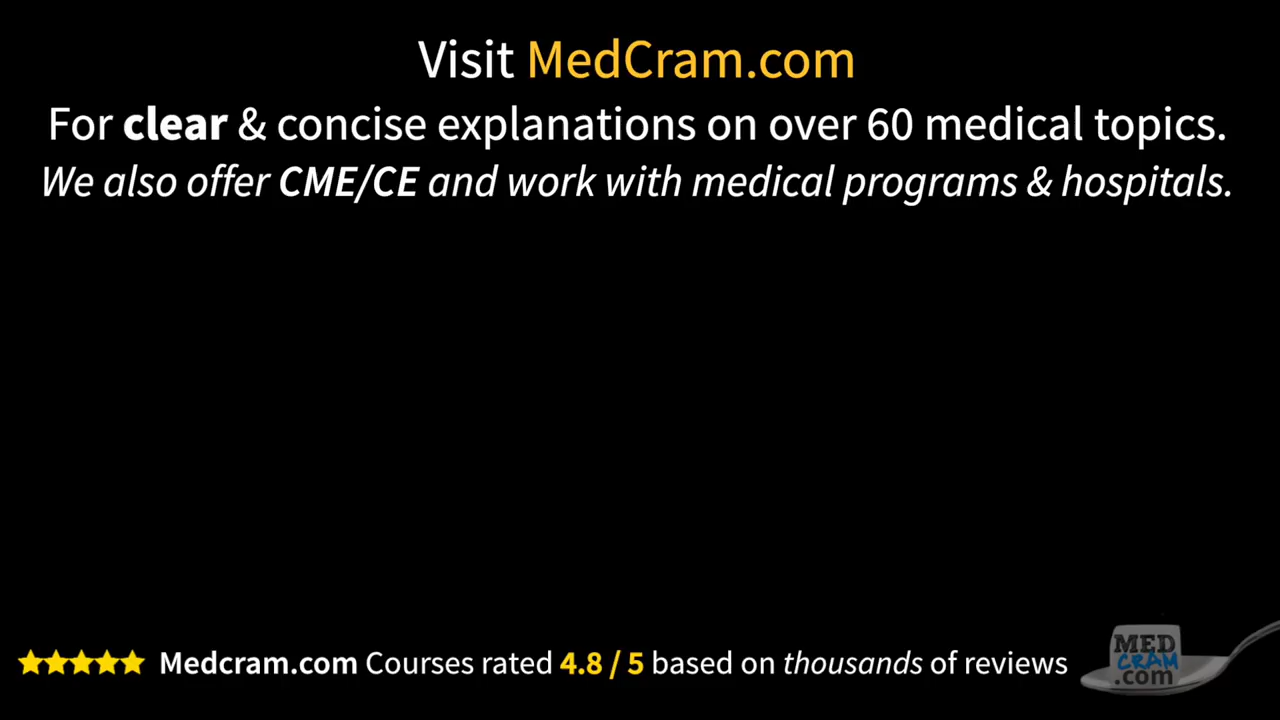 Visit MedCram.com
For clear & concise explanations on over 60 medical topics.
We also offer CME/CE and work with medical programs & hospitals.
Medcram.com Courses rated 4.8 / 5 based on thousands of reviews
MED
CRAM
.com